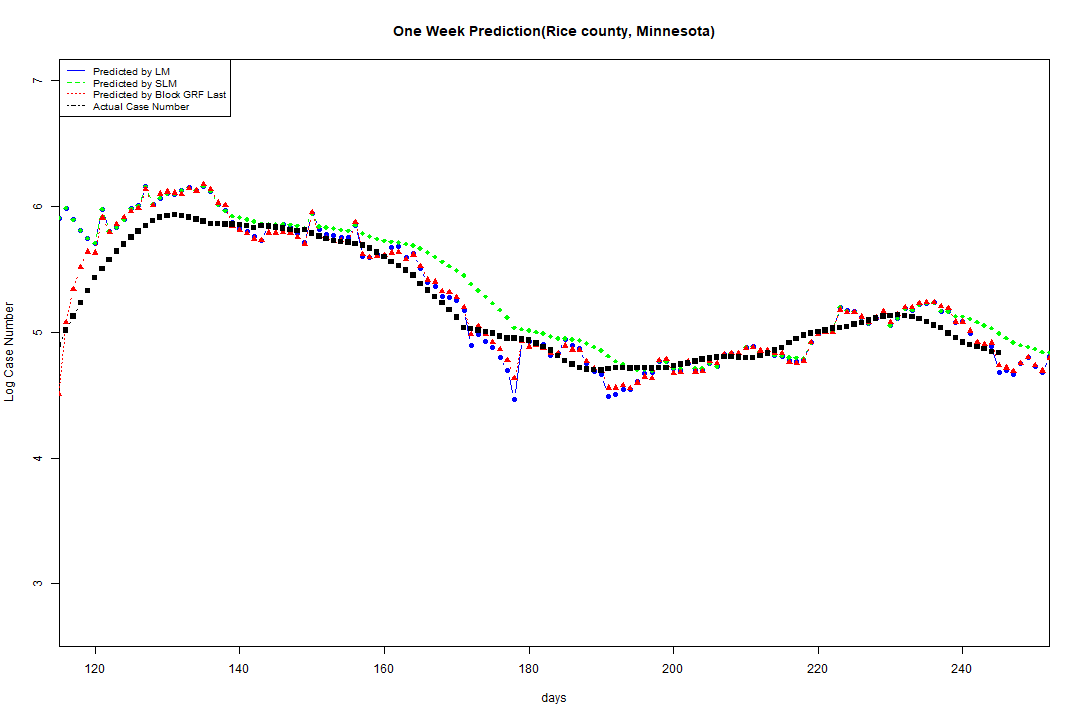 One Week Prediction(Rice county, Minnesota)
Predicted by LM
Predicted by SLM
Predicted by Block GRF Last
Actual Case Number
7
6
5
4
3
Log Case Number
120 140 160 180 200 220 240
days